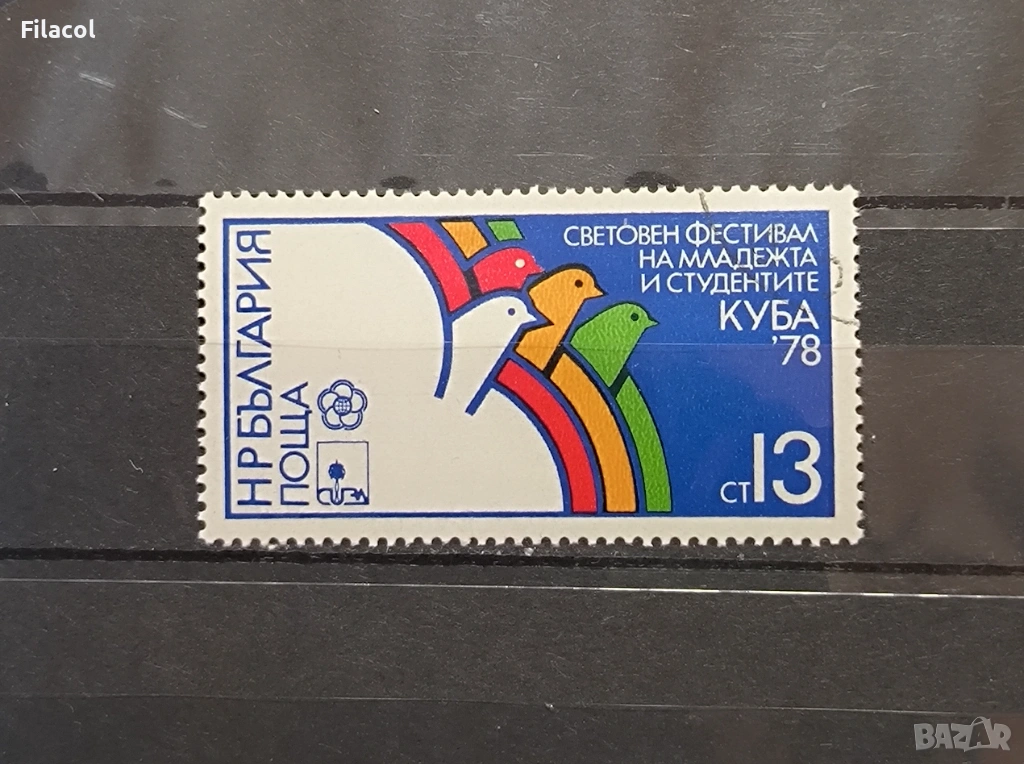 Filacol
НР БЪЛГАРИЯ
ПОЩА
СВЕТОВЕН ФЕСТИВАЛ
НА МЛАДЕЖТА
И СТУДЕНТИТЕ
КУБА
'78
СТ 13
BAZAR